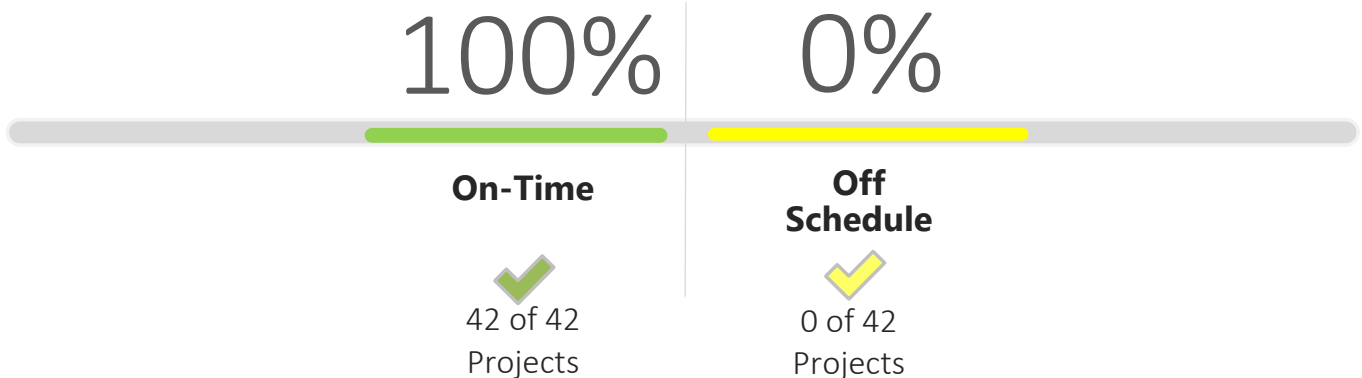 100%
0%
On-Time
Off
Schedule
42 of 42
Projects
0 of 42
Projects